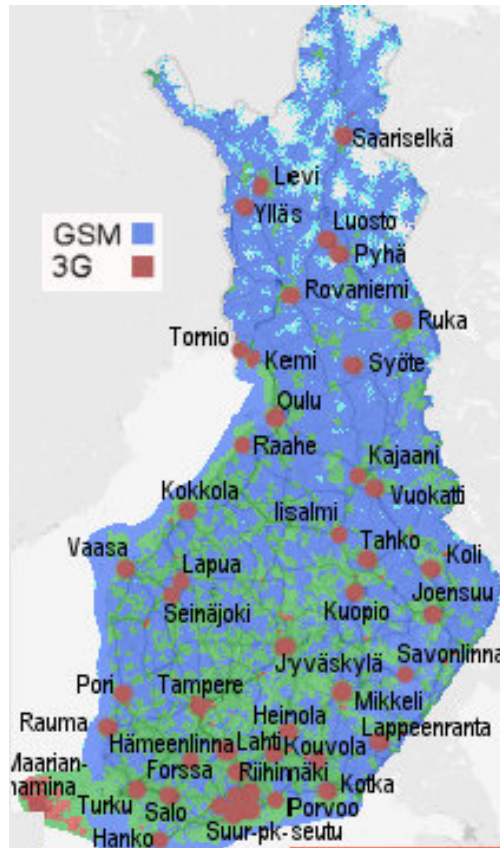 Saariselkä
Levi
Ylläs
GSM
Luosto
3G
Pyhä
Rovaniemi
Ruka
Tornio
Kemi
Syöte
Oulu
Raahe
Kajaani
Kokkola
Vuokatti
Iisalmi
Tahko
Vaasa
Lapua
Koli
Joensuu
Seinäjoki
Kuopio
Jyväskylä
Savonlinna
Pori
Tampere
Mikkeli
Rauma
Heinola
Lappeenranta
Hämeenlinna
Lahti
Kouvola
Maarian-
hamina
Forssa
Riihinnäki
Kotka
Turku
Salo
Porvoo
Hanko
Suur-pk-seutu